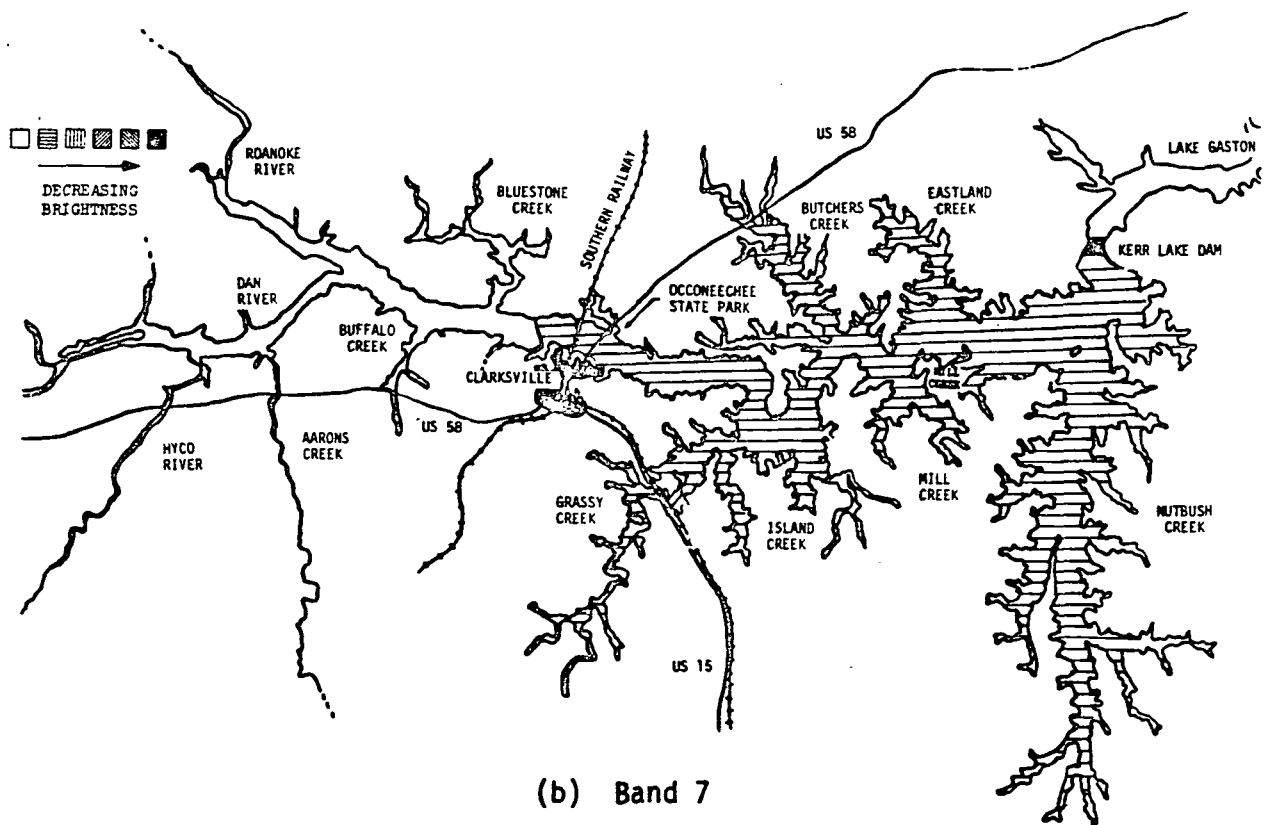 US 58
LAKE GASTON
ROANOKE
RIVER
DECREASING
BRIGHTNESS
BLUESTONE
CREEK
SOUTHERN RAILWAY
BUTCHERS
CREEK
EASTLAND
CREEK
KERR LAKE DAM
DAN
RIVER
OCCONEECHEE
STATE PARK
BUFFALO
CREEK
CLARKSVILLE
CREEK
US 58
HYCO
RIVER
AARONS
CREEK
GRASSY
CREEK
ISLAND
CREEK
MILL
CREEK
NUTBUSH
CREEK
US 15
(b) Band 7